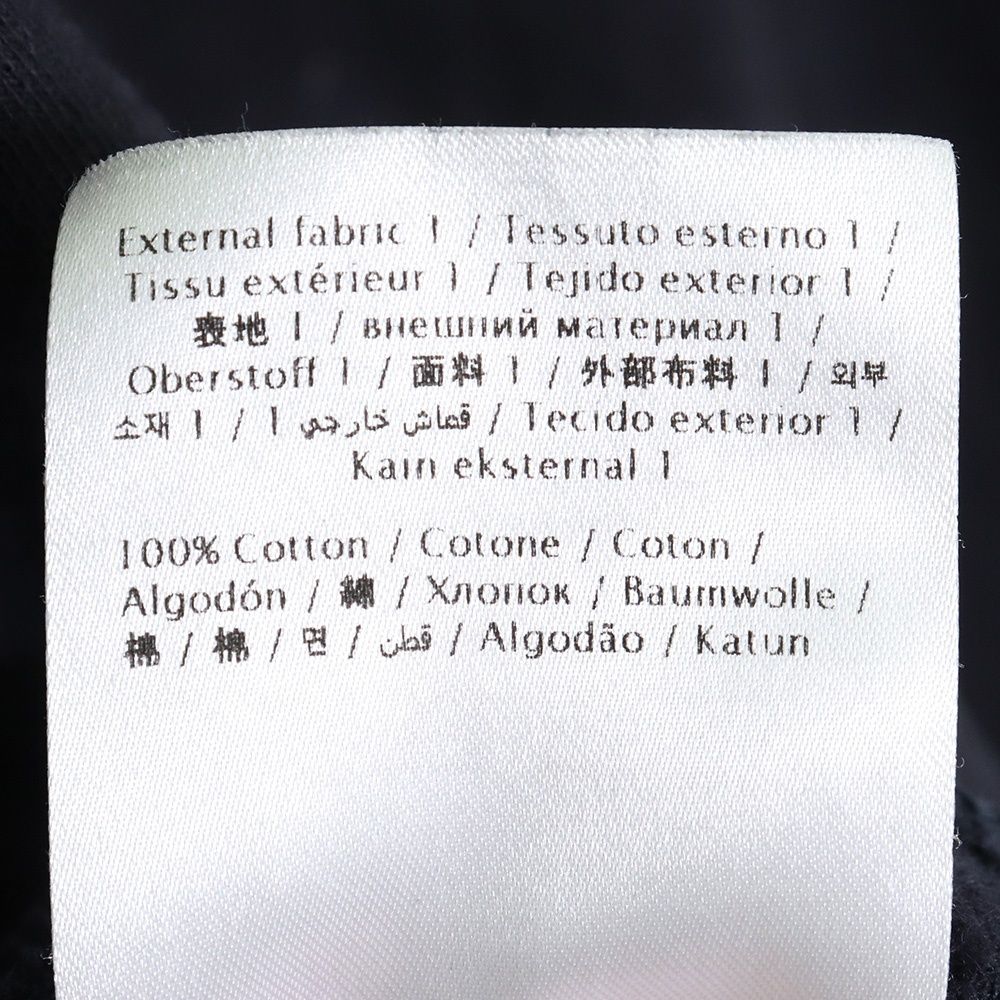 External fabric 1 / Tessuto esterno 1 /
Tissu extérieur 1 / Tejido exterior 1 /
表地 1 / внешний материал 1 /
Oberstoff 1 / 面料 1 / 外部布料 1 / 외부
소재 1 / قماش خارجي 1 / Tecido exterior 1 /
Kain eksternal 1
100% Cotton / Cotone / Coton /
Algodón / 綿 / Хлопок / Baumwolle /
棉 / 棉 / 면 / قطن / Algodão / Katun